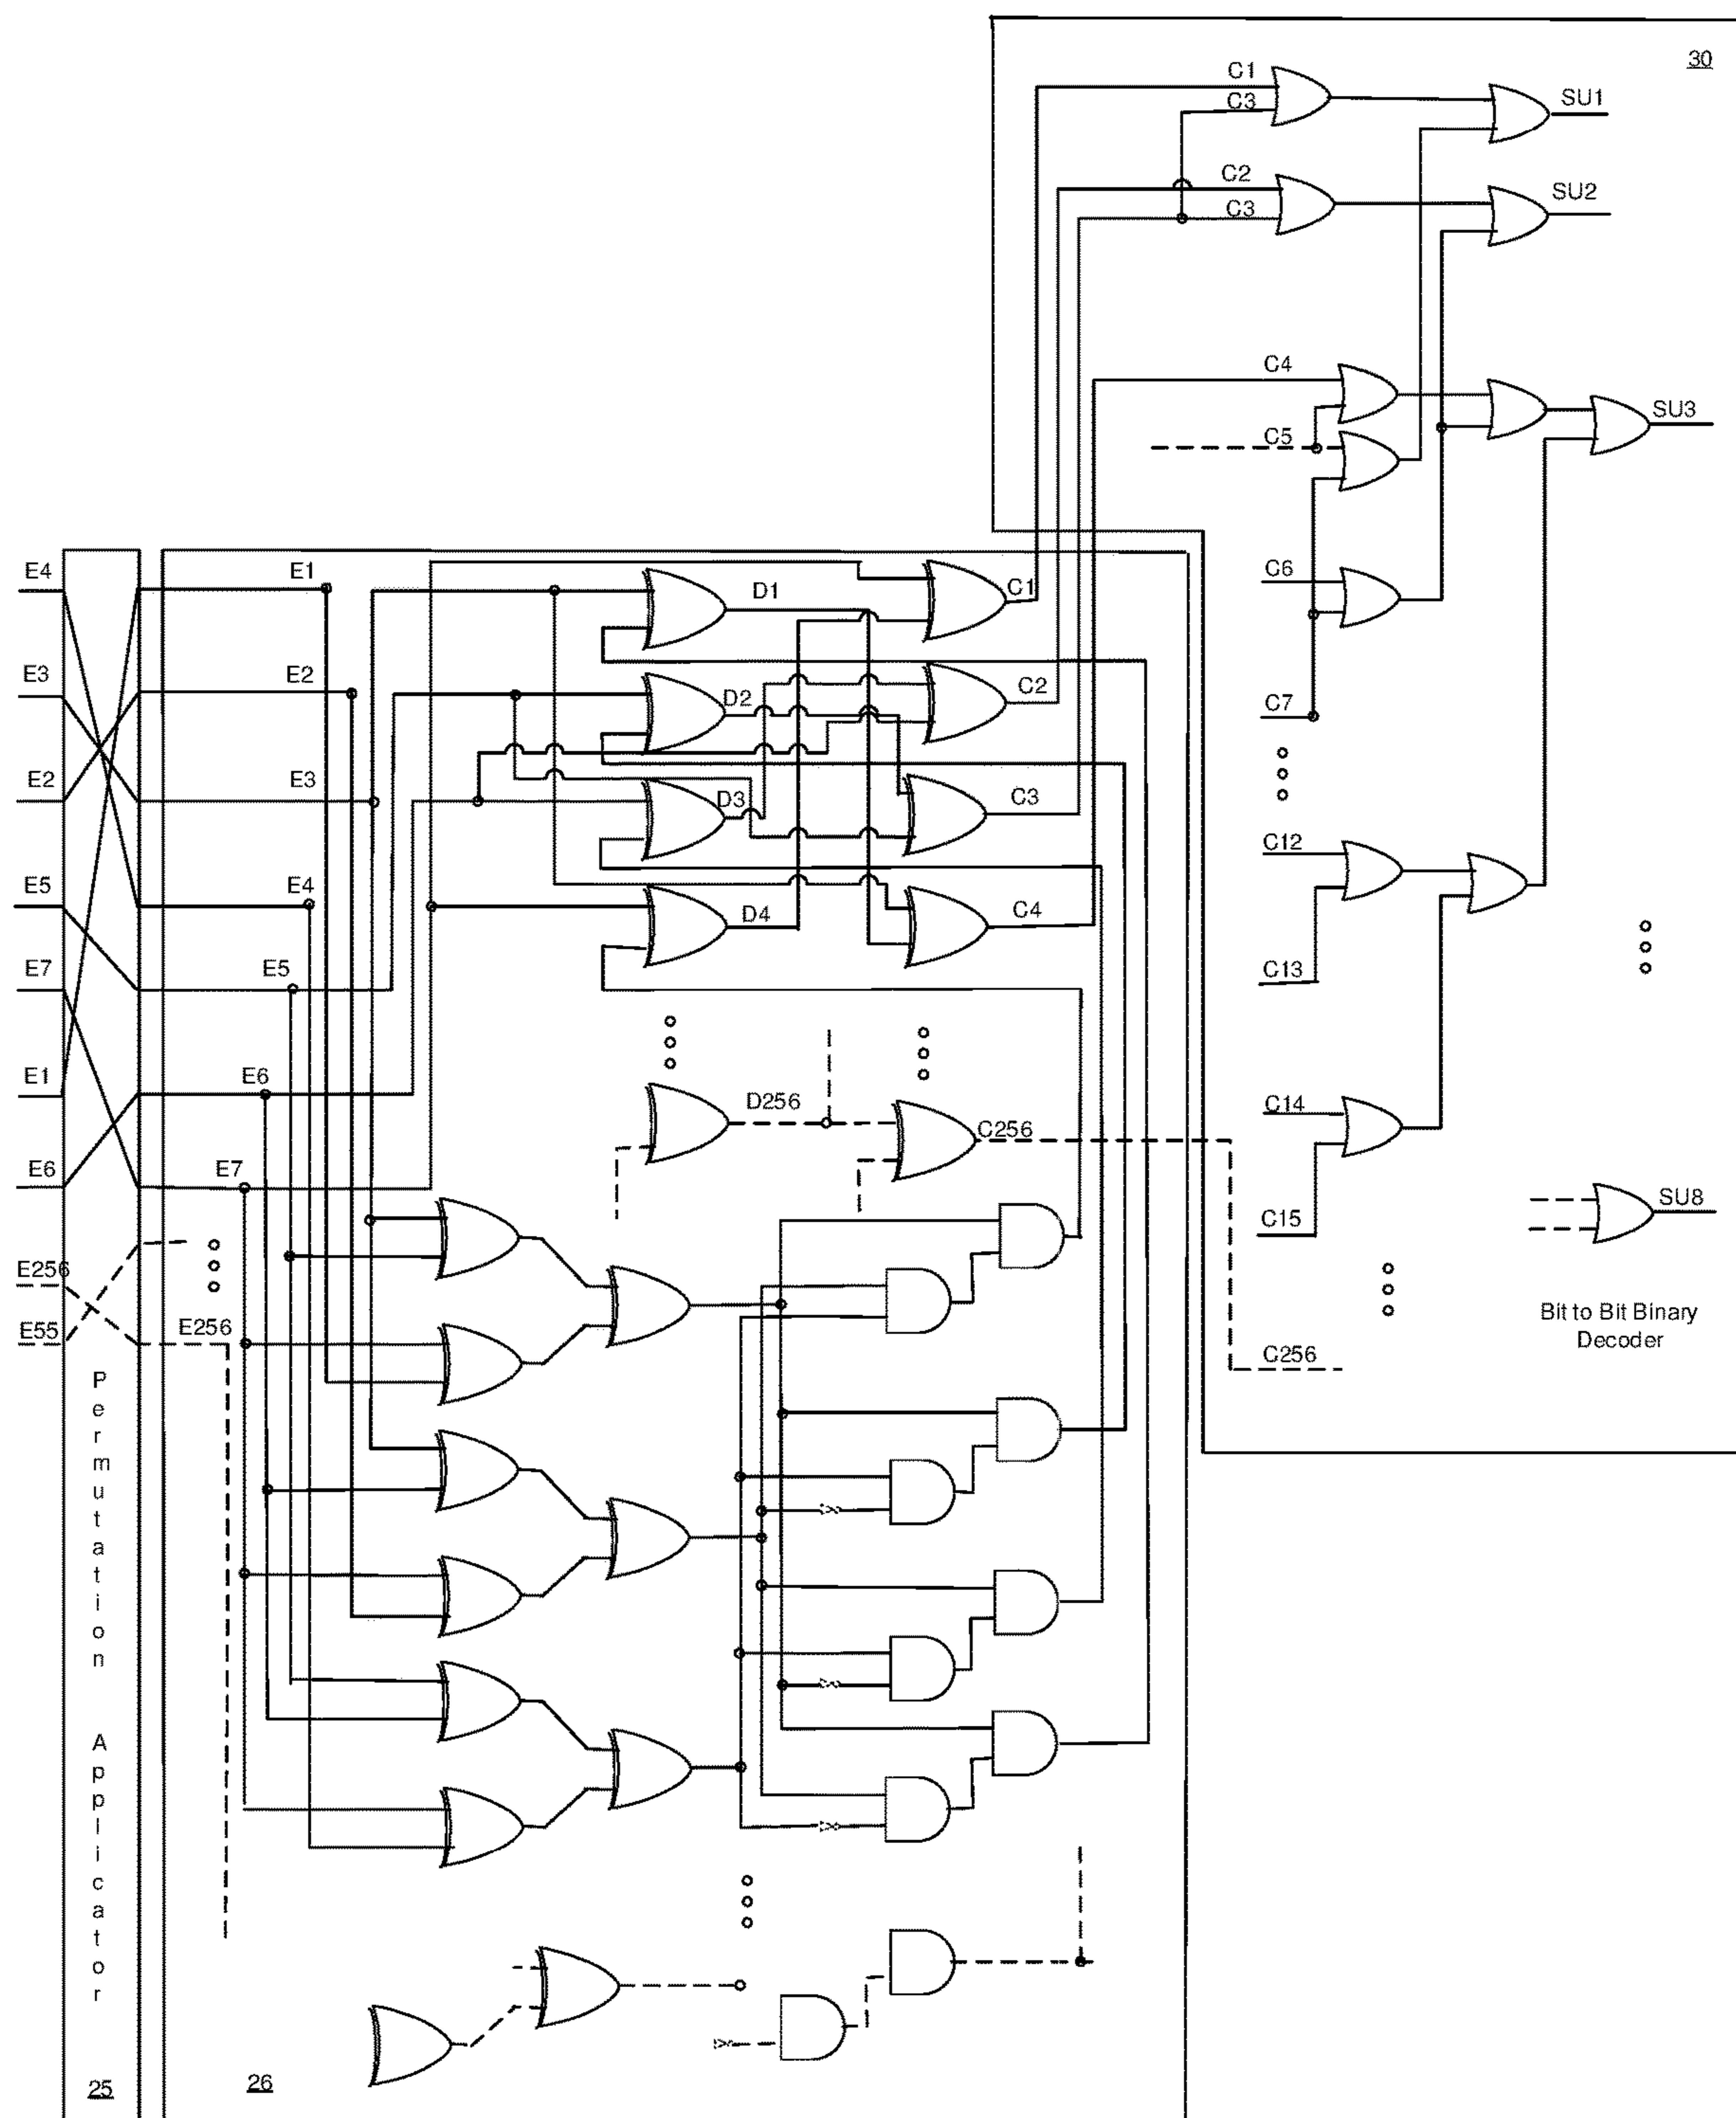 30
C1
C3
SU1
C2
C3
SU2
C4
C5
SU3
C6
C7
C12
C13
C14
C15
SU8
C256
Bit to Bit Binary
Decoder
E4
E3
E2
E5
E7
E1
E6
E256
E55
Permutation Applicator
25
E1
E2
E3
E4
E5
E6
E7
E256
26
D1
D2
D3
D4
D256
C1
C2
C3
C4
C256